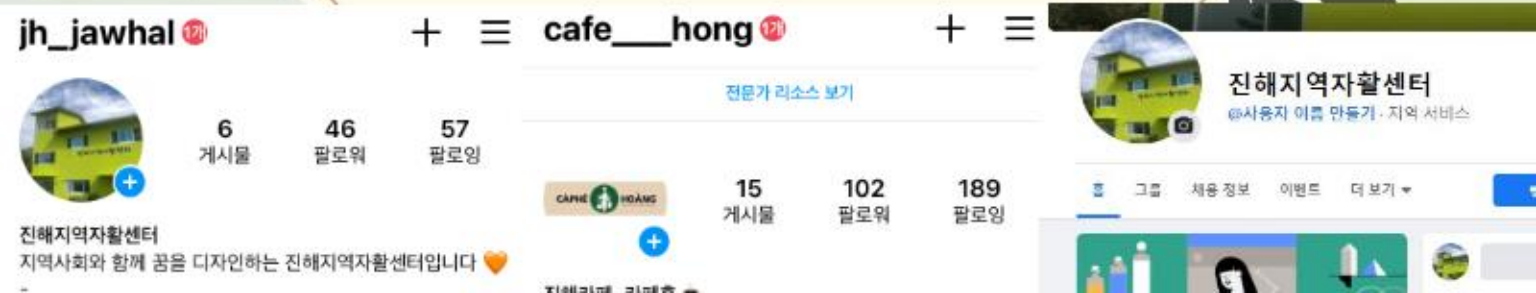 jh_jawhal 1개
6 46 57
게시물 팔로워 팔로잉
진해지역자활센터
지역사회와 함께 꿈을 디자인하는 진해지역자활센터입니다 🧡
-
cafe___hong 1개
전문가 리소스 보기
CAPHÊ HOÀNG
15 102 189
게시물 팔로워 팔로잉
진해지역자활센터
@사용자 이름 만들기 · 지역 서비스
홈 그룹 채용 정보 이벤트 더 보기